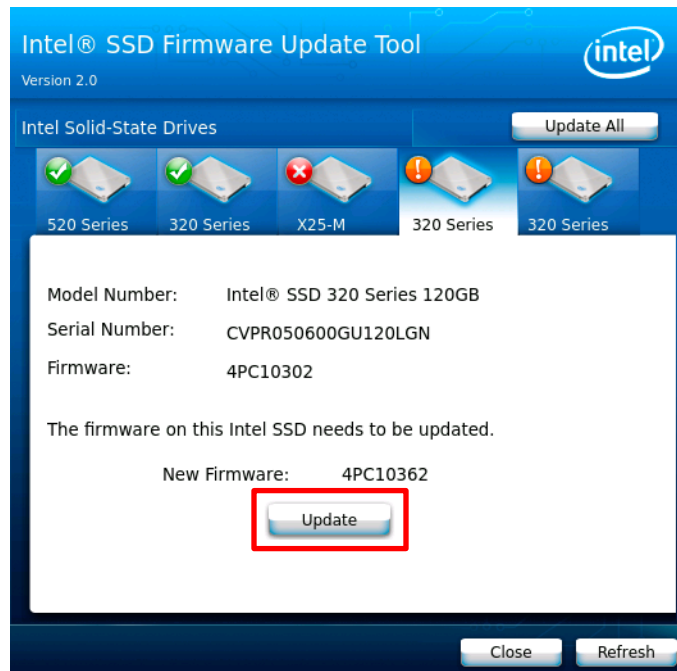 Intel® SSD Firmware Update Tool
Version 2.0
intel
Intel Solid-State Drives
Update All
520 Series
320 Series
X25-M
320 Series
320 Series
Model Number: Intel® SSD 320 Series 120GB
Serial Number: CVPR050600GU120LGN
Firmware: 4PC10302
The firmware on this Intel SSD needs to be updated.
New Firmware: 4PC10362
Update
Close
Refresh